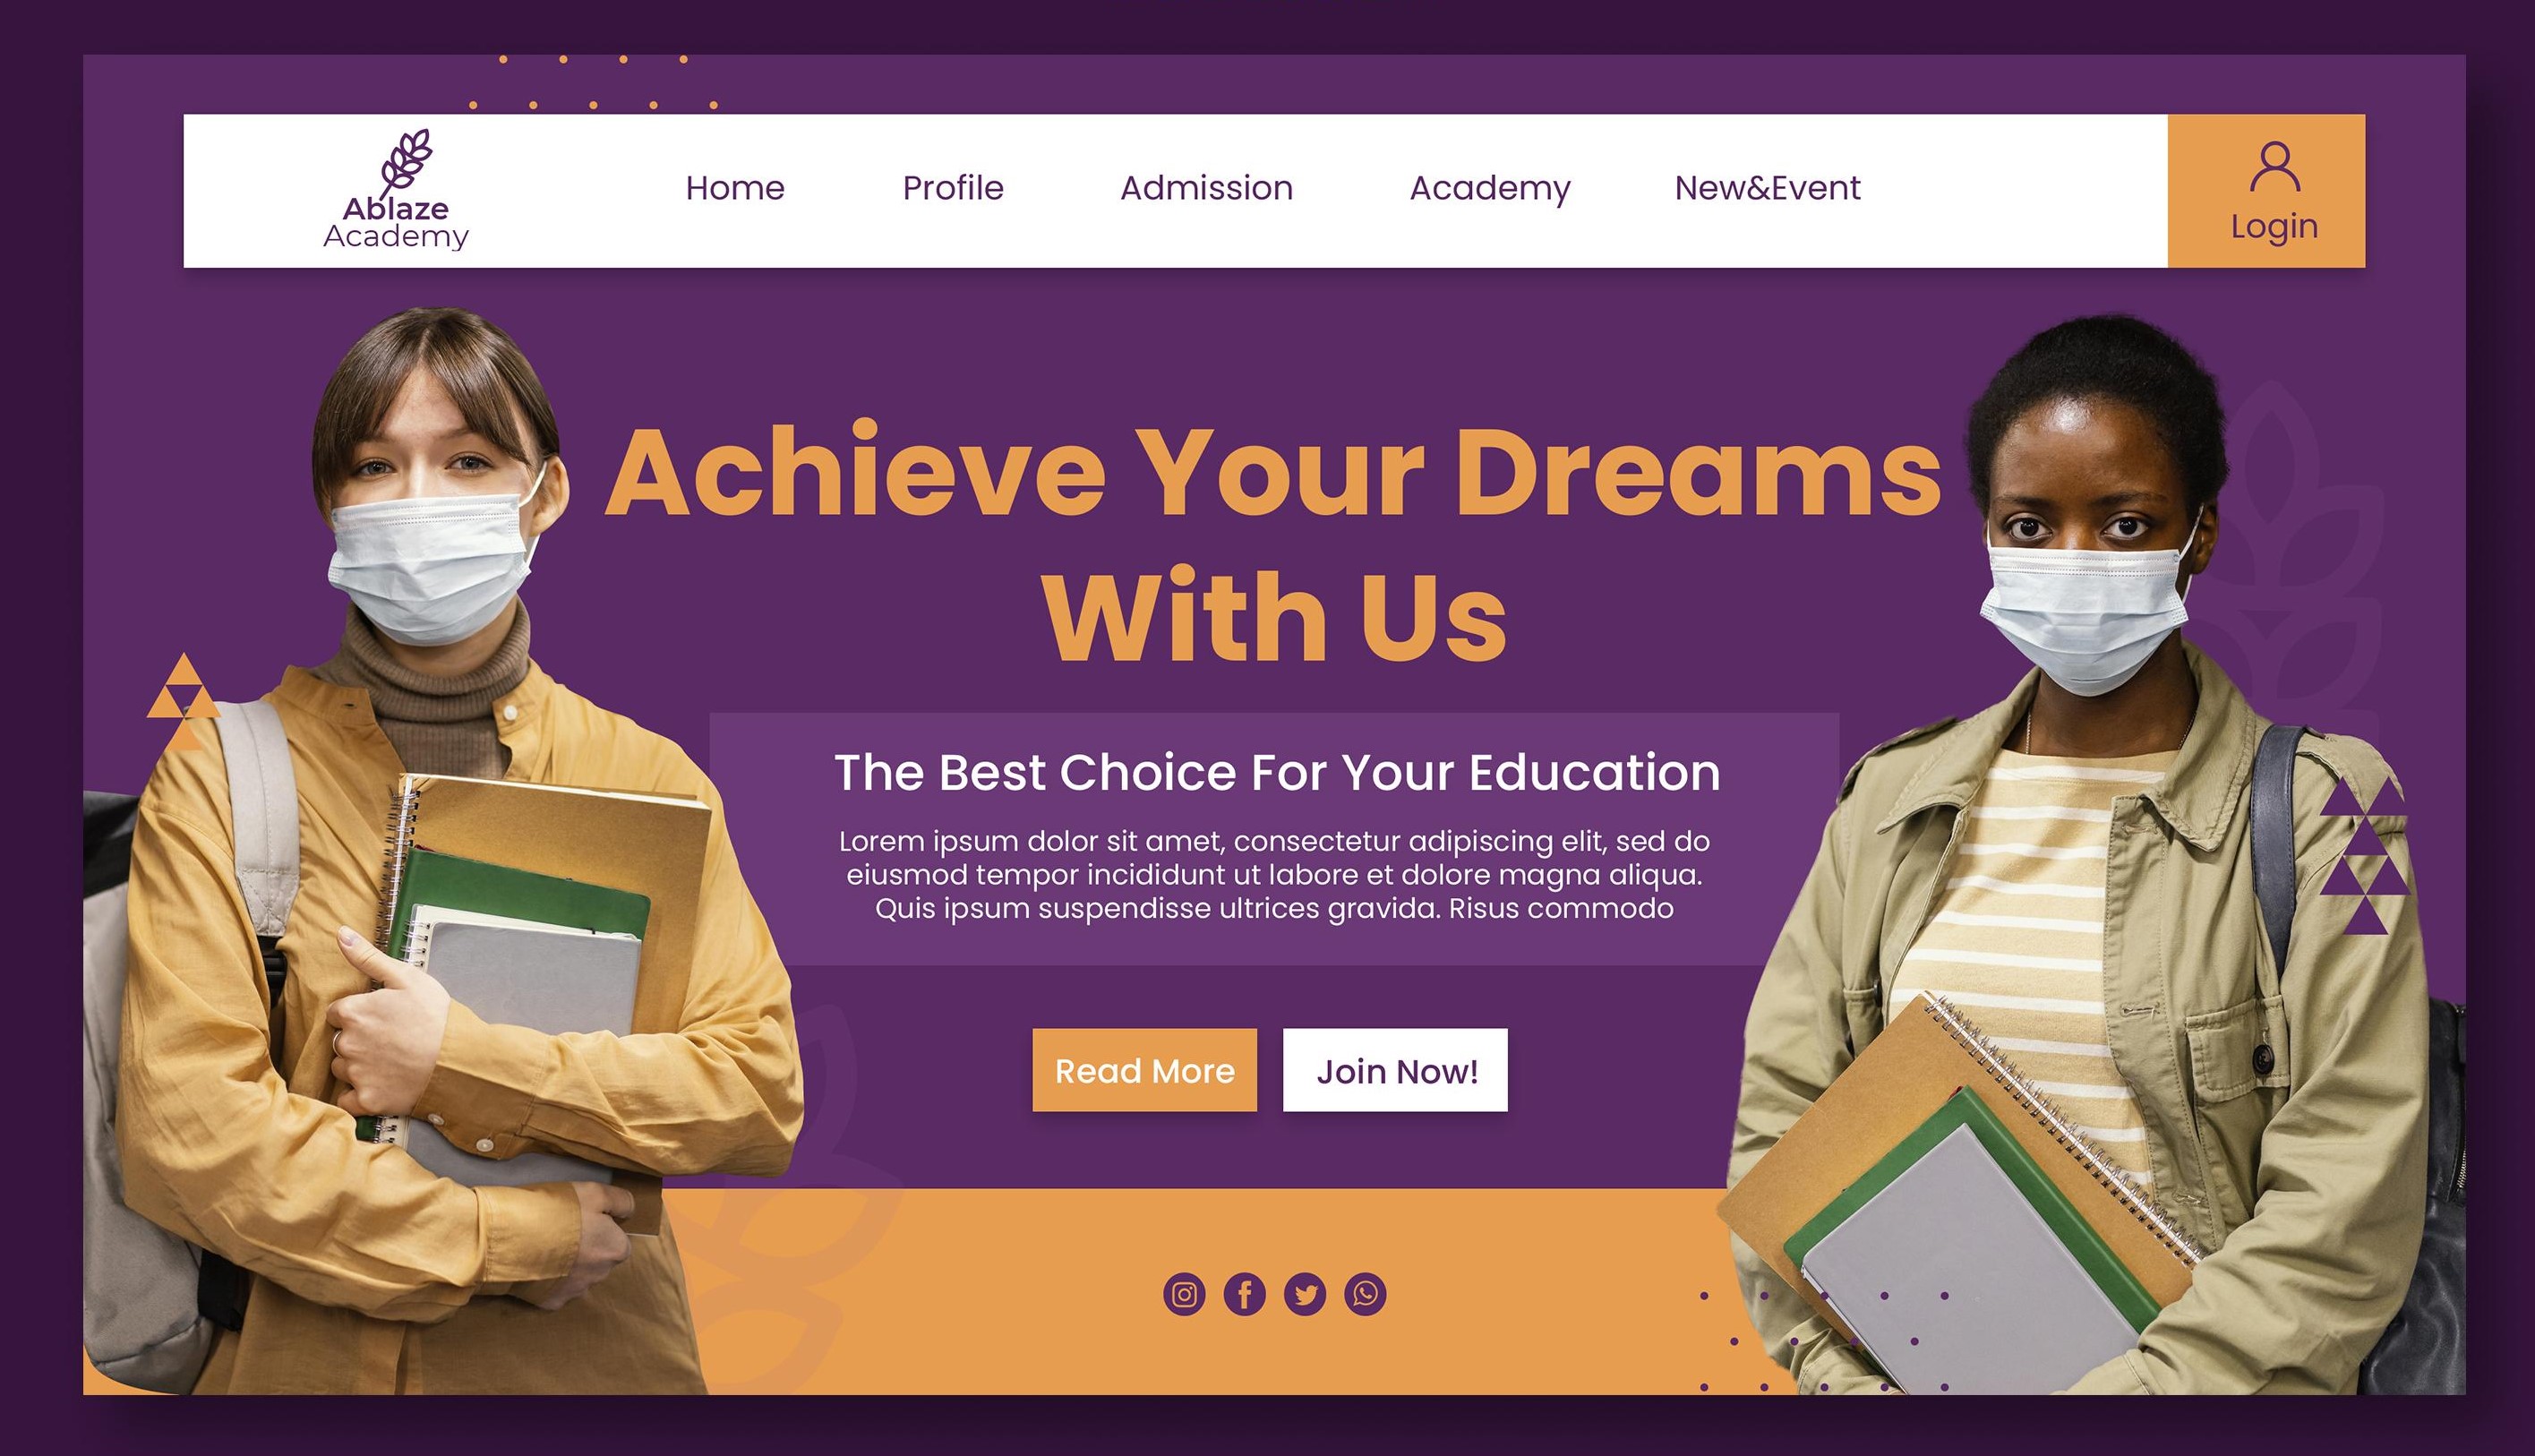 Ablaze
Academy
Home Profile Admission Academy New&Event
Login
Achieve Your Dreams
With Us
The Best Choice For Your Education
Lorem ipsum dolor sit amet, consectetur adipiscing elit, sed do
eiusmod tempor incididunt ut labore et dolore magna aliqua.
Quis ipsum suspendisse ultrices gravida. Risus commodo
Read More Join Now!